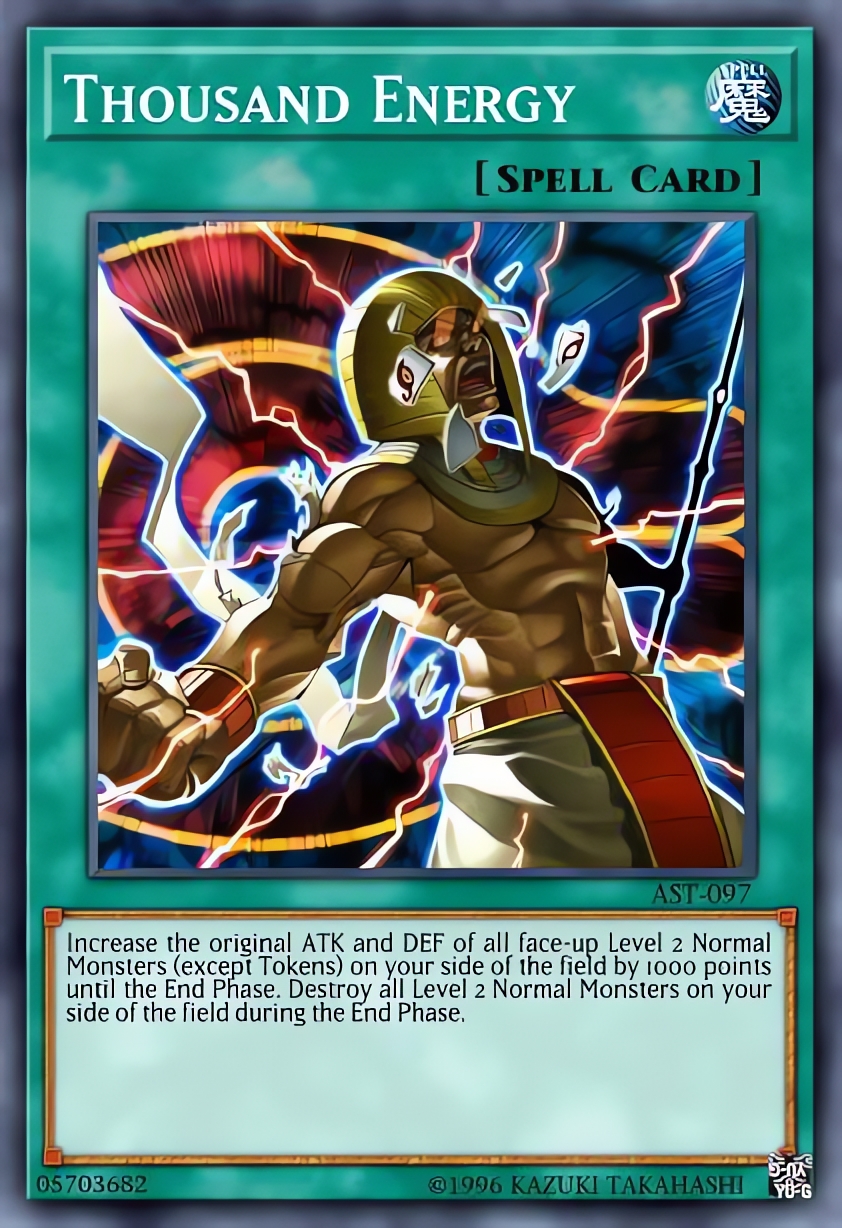 THOUSAND ENERGY
魔
[SPELL CARD]
AST-097
Increase the original ATK and DEF of all face-up Level 2 Normal
Monsters (except Tokens) on your side of the field by 1000 points
until the End Phase. Destroy all Level 2 Normal Monsters on your
side of the field during the End Phase.
05703682
©1996 KAZUKI TAKAHASHI